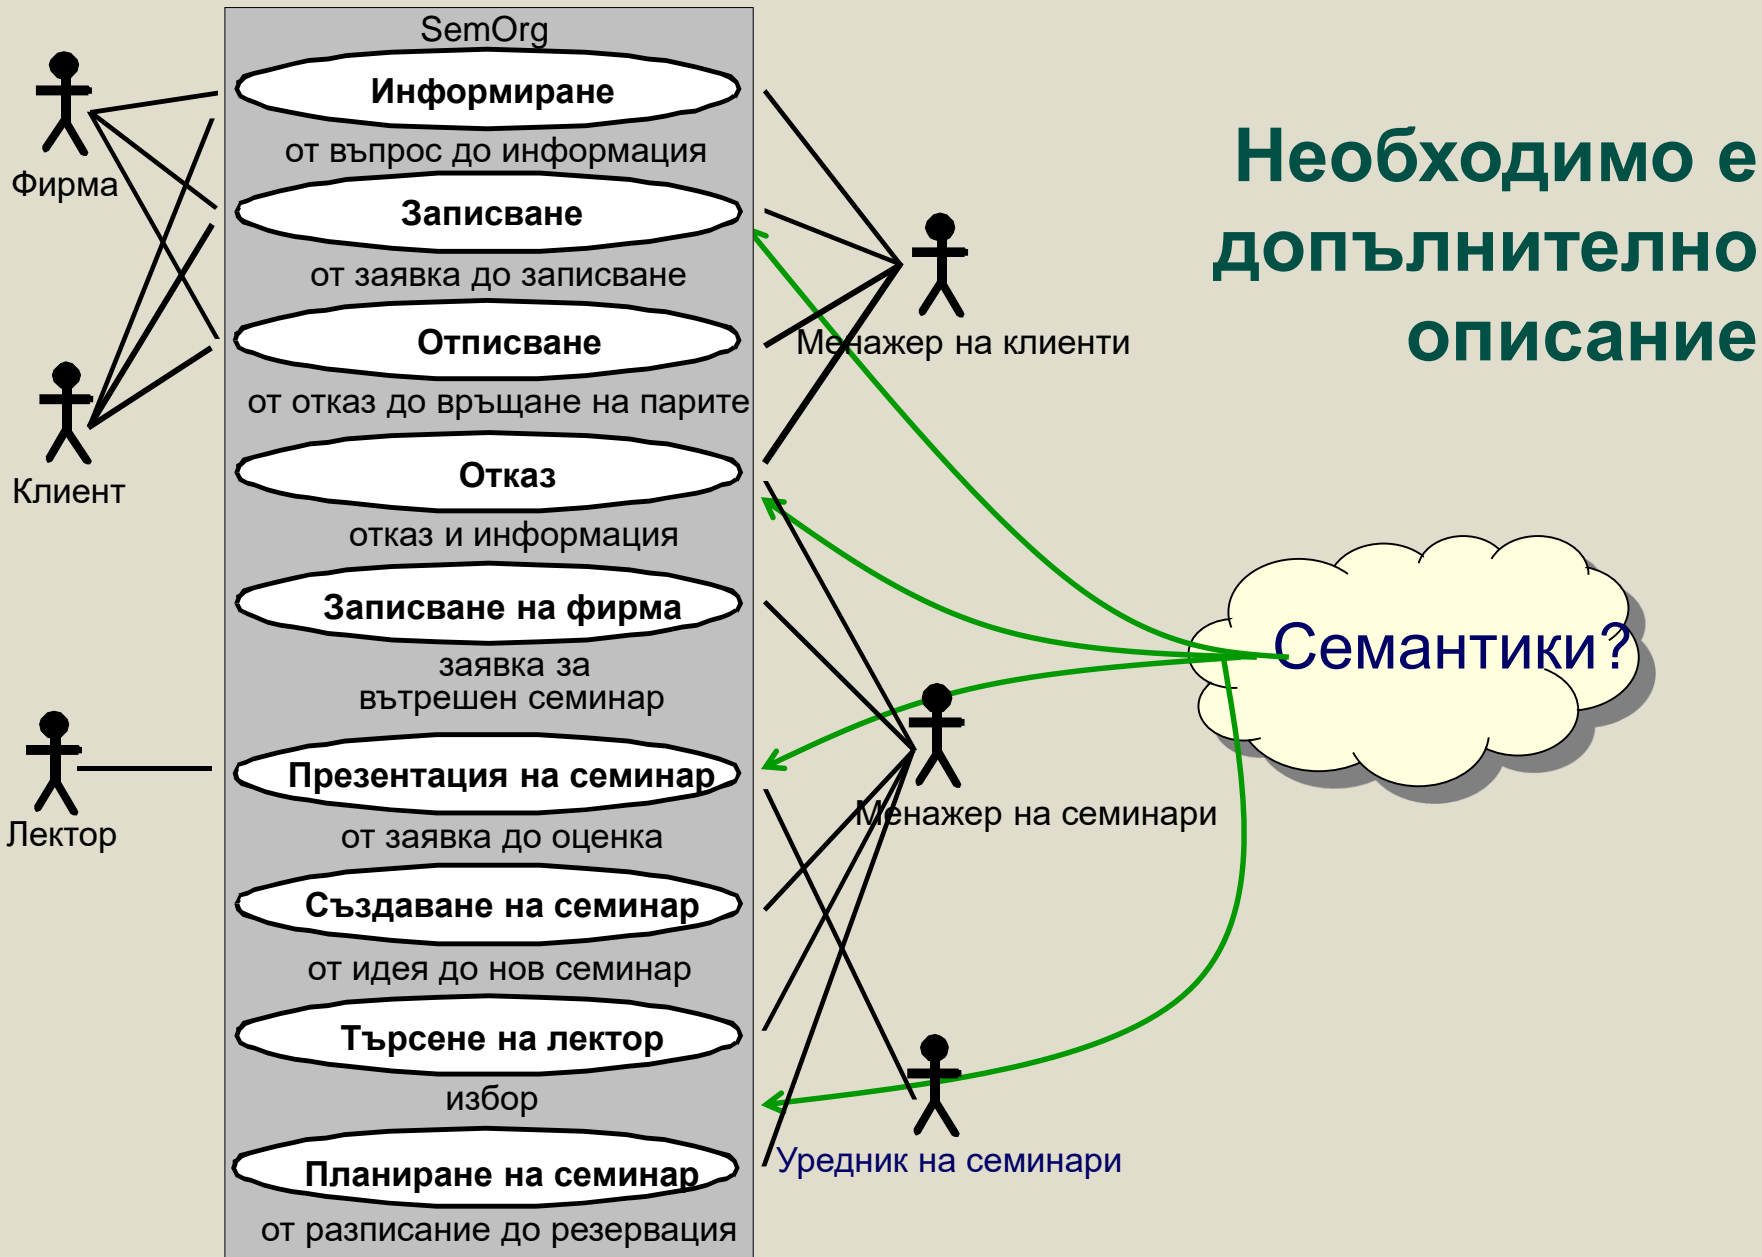 SemOrg
Информиране
от въпрос до информация
Записване
от заявка до записване
Отписване
от отказ до връщане на парите
Отказ
отказ и информация
Записване на фирма
заявка за
вътрешен семинар
Презентация на семинар
от заявка до оценка
Създаване на семинар
от идея до нов семинар
Търсене на лектор
избор
Планиране на семинар
от разписание до резервация
Фирма
Клиент
Лектор
Менажер на клиенти
Менажер на семинари
Уредник на семинари
Необходимо е
допълнително
описание
Семантики?